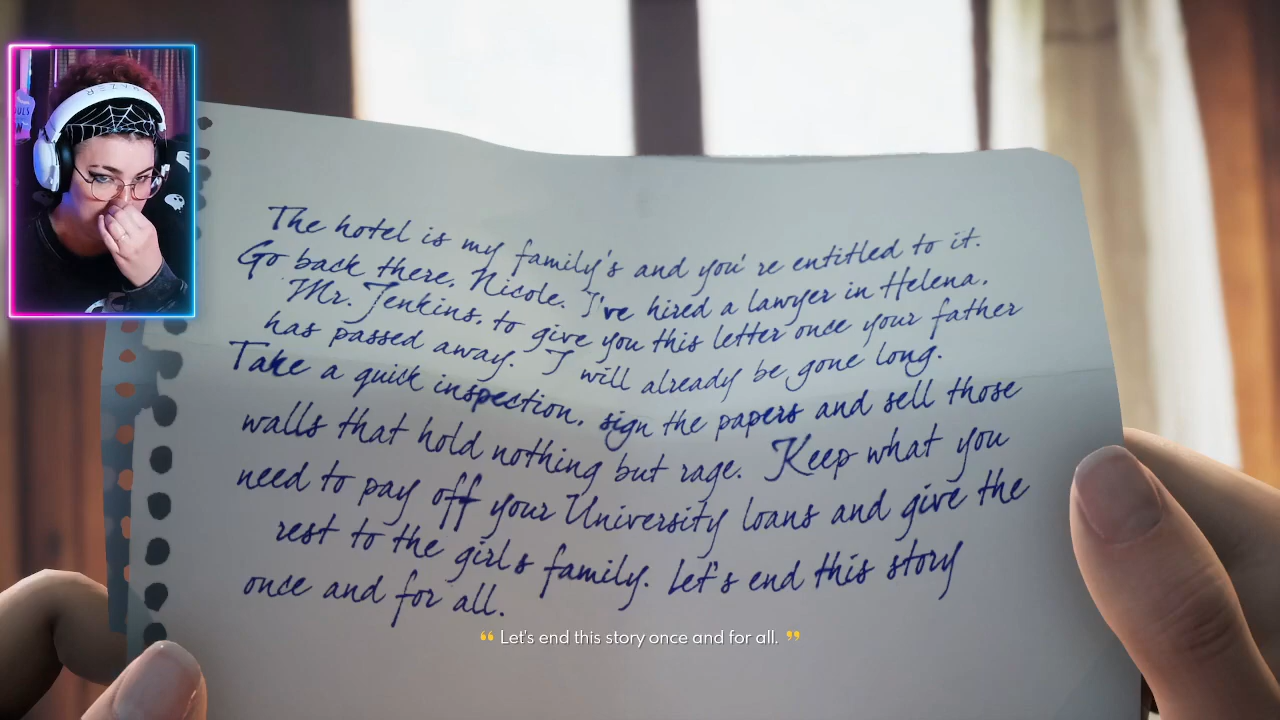 The hotel is my family's and you're entitled to it.
Go back there, Nicole. I've hired a lawyer in Helena,
Mr. Jenkins, to give you this letter once your father
has passed away. I will already be gone long.
Take a quick inspection, sign the papers and sell those
walls that hold nothing but rage. Keep what you
need to pay off your University loans and give the
rest to the girls family. Let's end this story
once and for all.
“ Let's end this story once and for all. ”